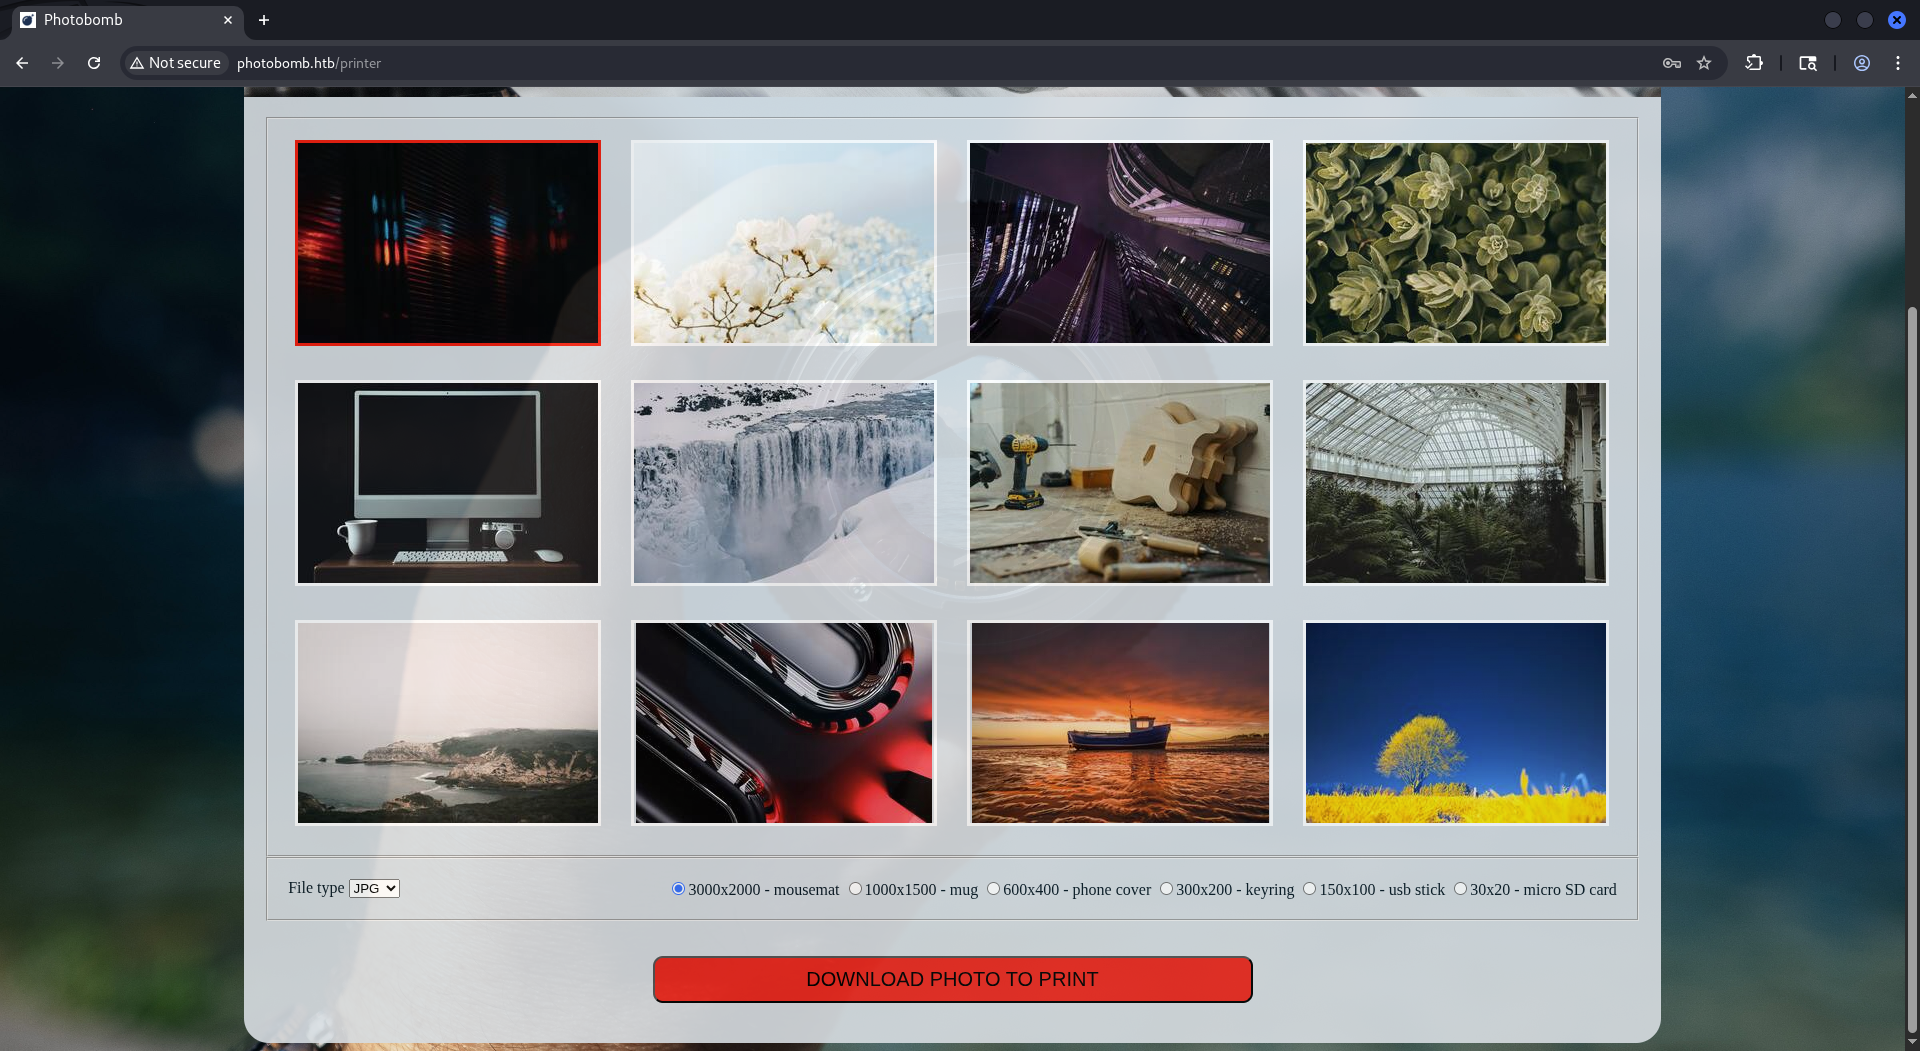 Photobomb
Not secure
photobomb.htb/printer
File type JPG
3000x2000 - mousemat 1000x1500 - mug 600x400 - phone cover 300x200 - keyring 150x100 - usb stick 30x20 - micro SD card
DOWNLOAD PHOTO TO PRINT